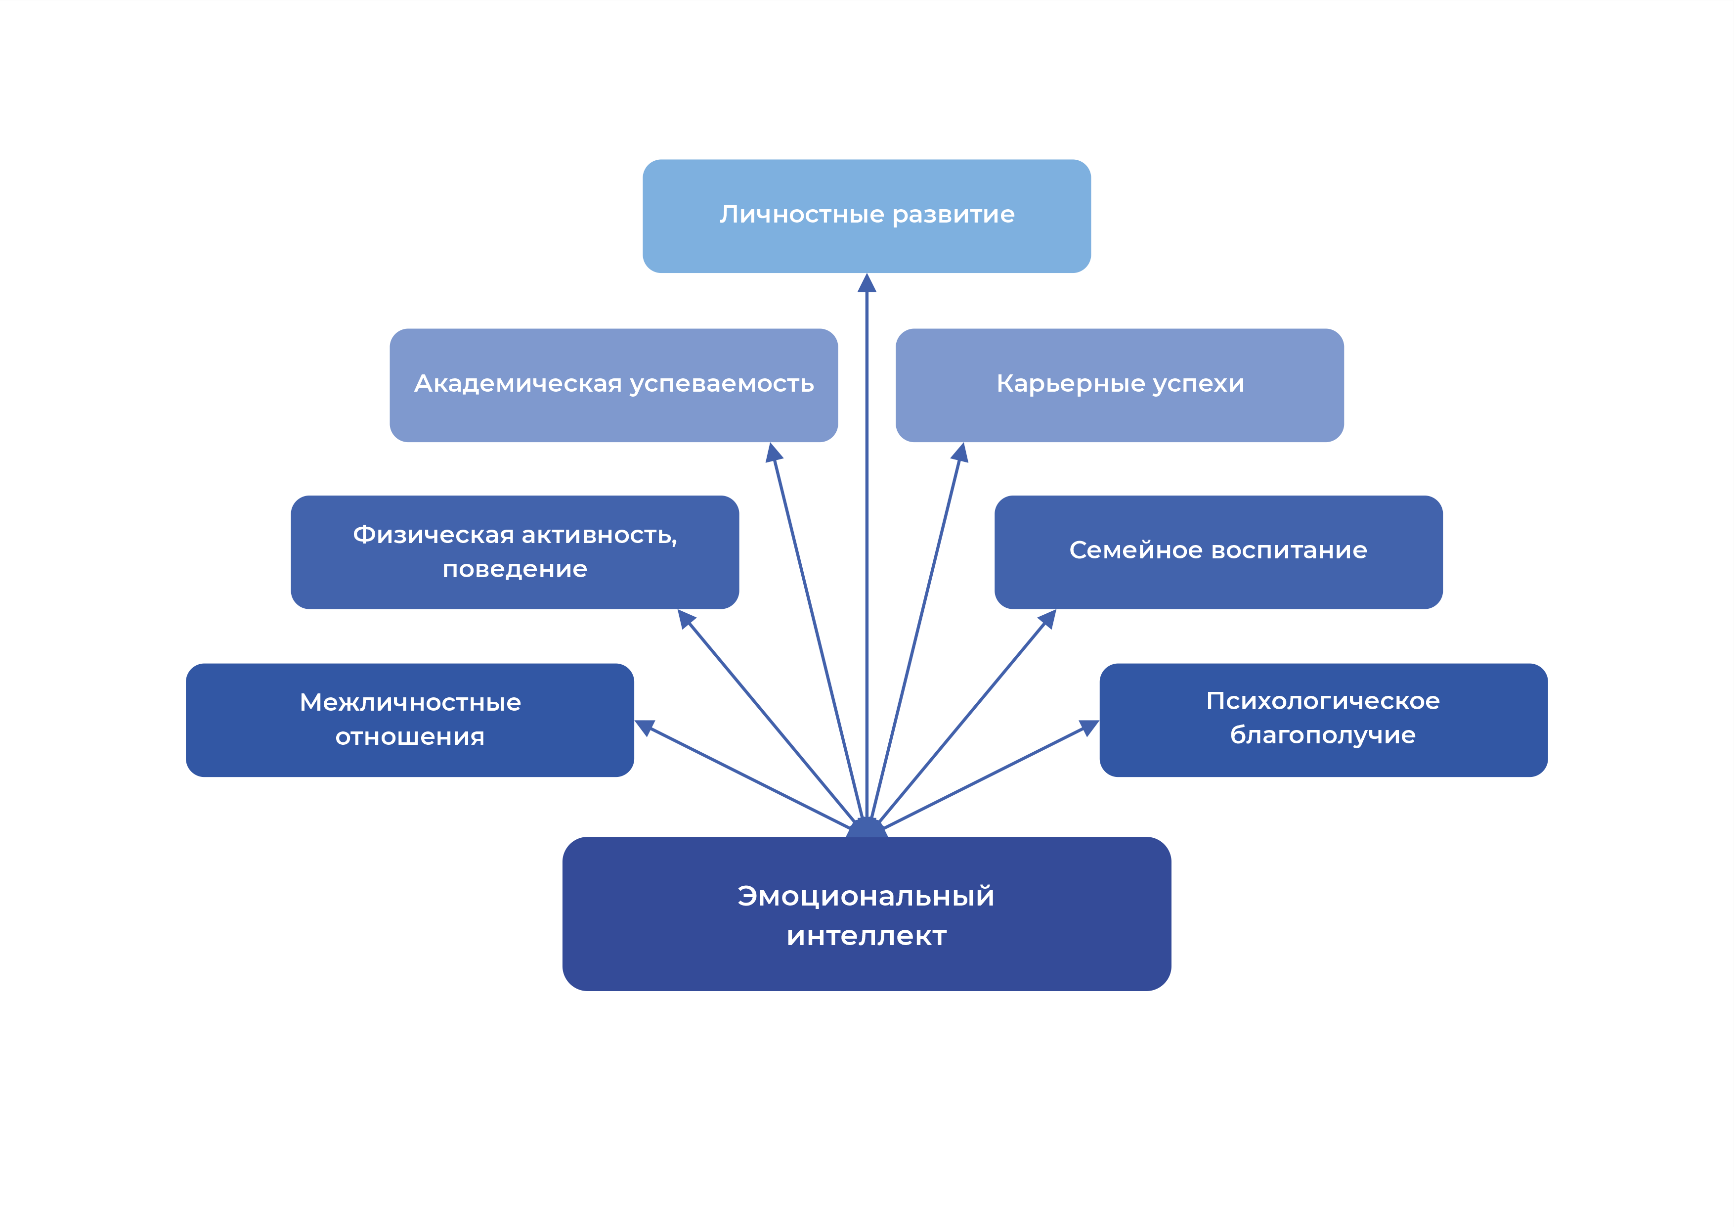 Личностные развитие
Академическая успеваемость
Карьерные успехи
Физическая активность,
поведение
Семейное воспитание
Межличностные
отношения
Психологическое
благополучие
Эмоциональный
интеллект